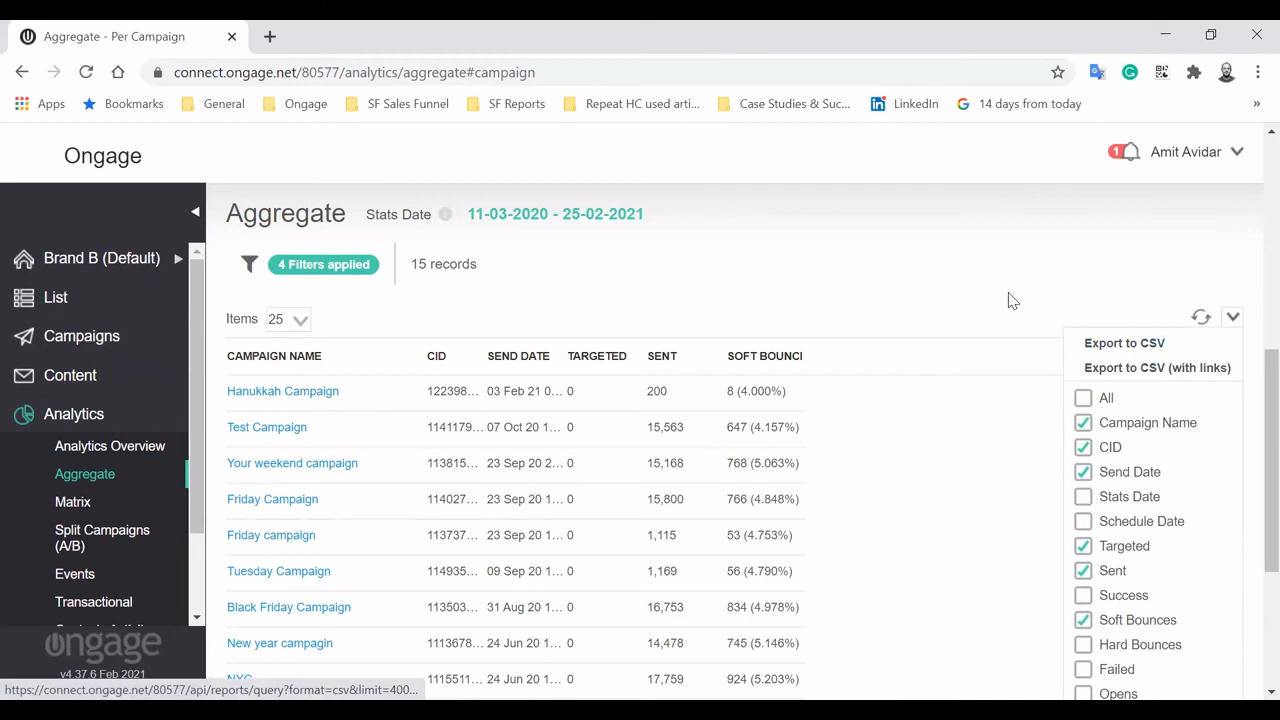 Aggregate - Per Campaign
connect.ongage.net/80577/analytics/aggregate#campaign
Apps Bookmarks General Ongage SF Sales Funnel SF Reports Repeat HC used arti... Case Studies & Suc... LinkedIn 14 days from today »
Ongage
1 Amit Avidar
Aggregate Stats Date 11-03-2020 - 25-02-2021
4 Filters applied 15 records
Items 25
Brand B (Default)
List
Campaigns
Content
Analytics
Analytics Overview
Aggregate
Matrix
Split Campaigns
(A/B)
Events
Transactional
ongage
v4.37.6 Feb 2021
CAMPAIGN NAME CID SEND DATE TARGETED SENT SOFT BOUNCI
Hanukkah Campaign 122398... 03 Feb 21 0... 0 200 8 (4.000%)
Test Campaign 1141179... 07 Oct 20 1... 0 15,563 647 (4.157%)
Your weekend campaign 113815... 23 Sep 20 2... 0 15,168 768 (5.063%)
Friday Campaign 114027... 23 Sep 20 1... 0 15,800 766 (4.848%)
Friday campaign 113737... 23 Sep 20 1... 0 1,115 53 (4.753%)
Tuesday Campaign 114935... 09 Sep 20 1... 0 1,169 56 (4.790%)
Black Friday Campaign 113503... 31 Aug 20 1... 0 16,753 834 (4.978%)
New year campagin 1113678... 24 Jun 20 1... 0 14,478 745 (5.146%)
NYC 1115511... 24 Jun 20 1... 0 17,759 924 (5.203%)
Export to CSV
Export to CSV (with links)
All
Campaign Name
CID
Send Date
Stats Date
Schedule Date
Targeted
Sent
Success
Soft Bounces
Hard Bounces
Failed
Opens
https://connect.ongage.net/80577/api/reports/query?format=csv&limit=400...